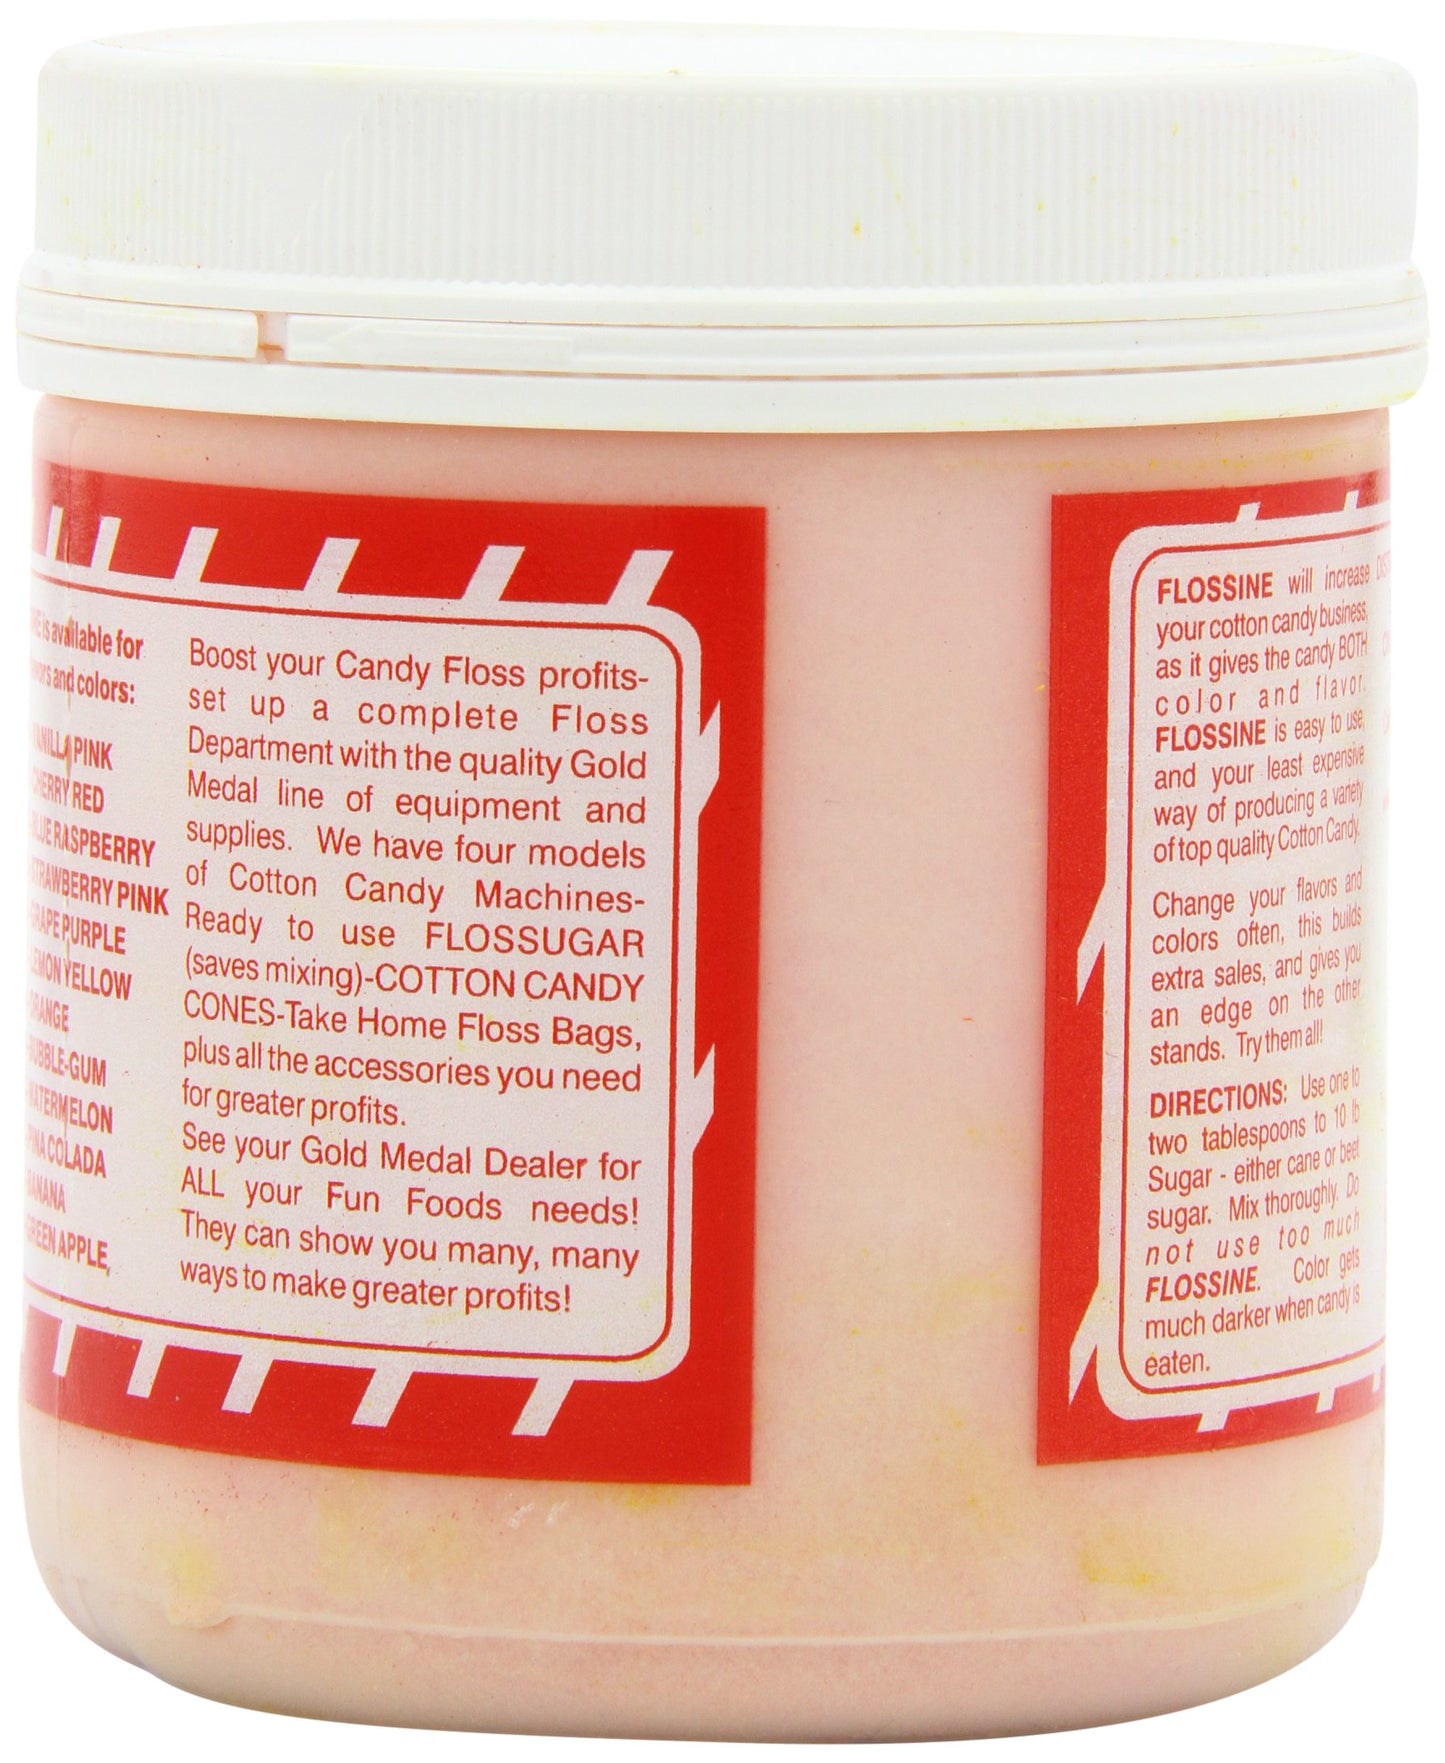 is available for
and colors:
VANILLA PINK
CHERRY RED
BLUE RASPBERRY
STRAWBERRY PINK
GRAPE PURPLE
LEMON YELLOW
ORANGE
BUBBLE-GUM
WATERMELON
PINA COLADA
BANANA
GREEN APPLE,
Boost your Candy Floss profits-
set up a complete Floss
Department with the quality Gold
Medal line of equipment and
supplies. We have four models
of Cotton Candy Machines-
Ready to use FLOSSUGAR
(saves mixing)-COTTON CANDY
CONES-Take Home Floss Bags,
plus all the accessories you need
for greater profits.
See your Gold Medal Dealer for
ALL your Fun Foods needs!
They can show you many, many
ways to make greater profits!
FLOSSINE will increase
your cotton candy business,
as it gives the candy BOTH
color and flavor.
FLOSSINE is easy to use,
and your least expensive
way of producing a variety
of top quality Cotton Candy.
Change your flavors and
colors often, this builds
extra sales, and gives you
an edge on the other
stands. Try them all!
DIRECTIONS: Use one to
two tablespoons to 10 lb
Sugar - either cane or beet
sugar. Mix thoroughly. Do
not use too much
FLOSSINE. Color gets
much darker when candy is
eaten.